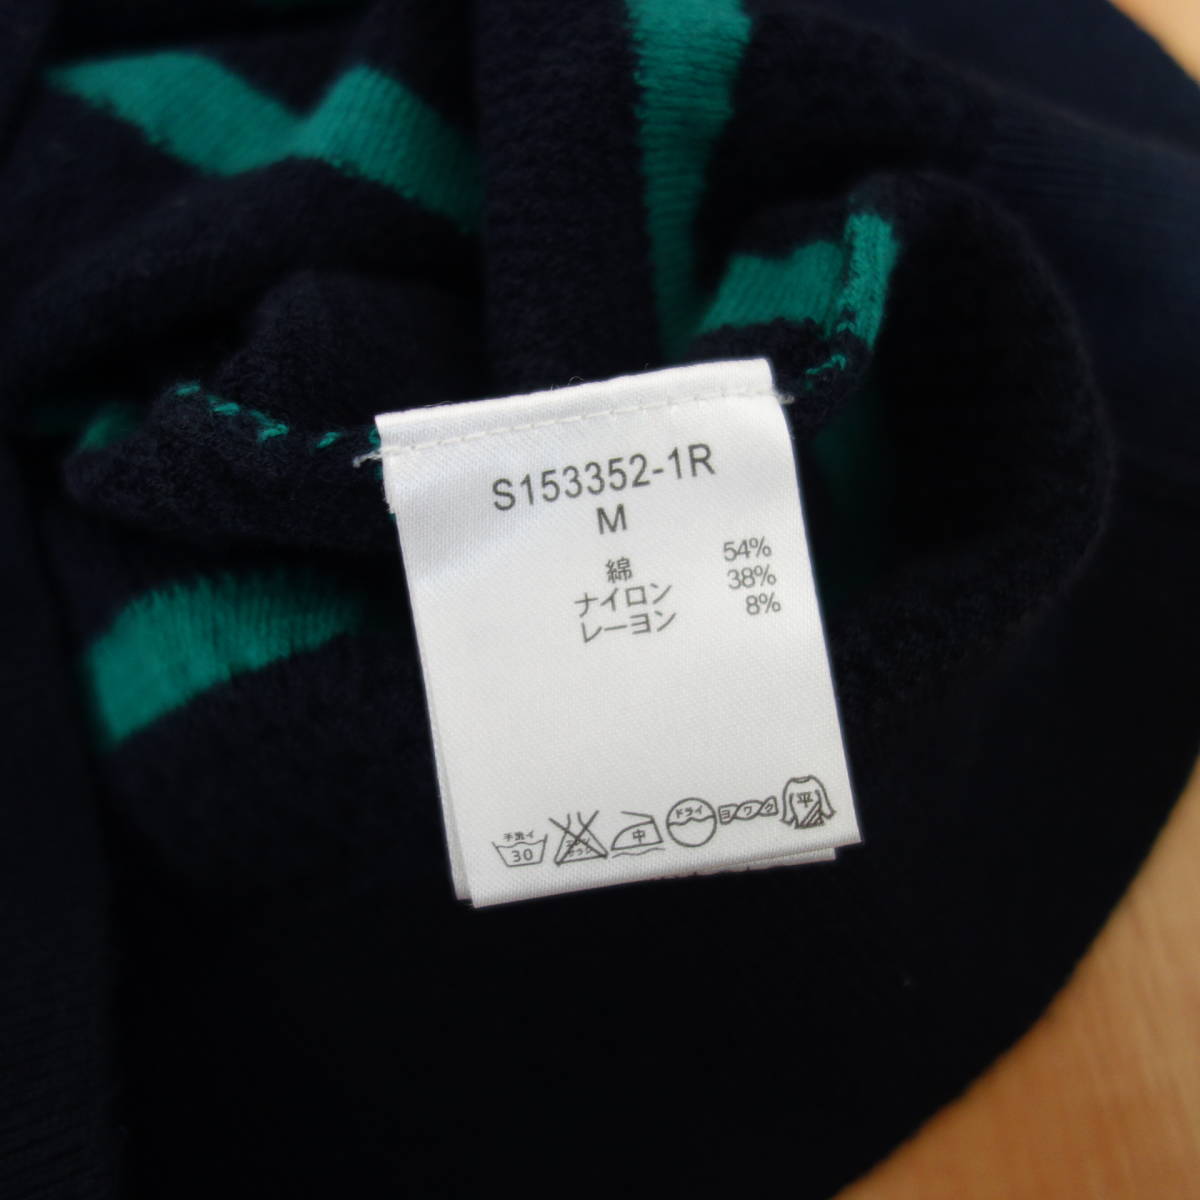 S153352-1R
M
綿 54%
ナイロン 38%
レーヨン 8%
手洗イ 30 中 ドライ ヨワク 平